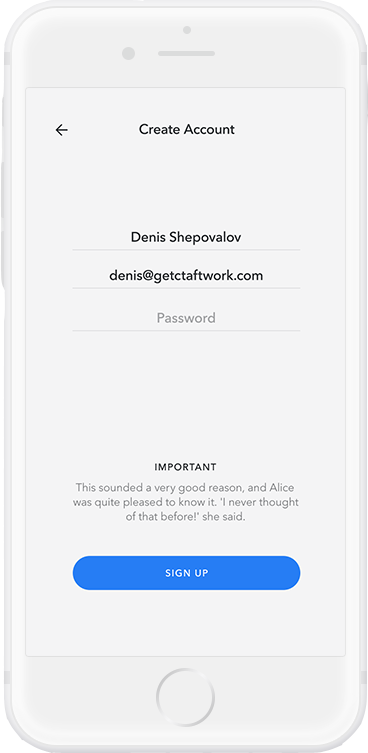 Create Account
Denis Shepovalov
denis@getctaftwork.com
Password
IMPORTANT
This sounded a very good reason, and Alice
was quite pleased to know it. 'I never thought
of that before!' she said.
SIGN UP